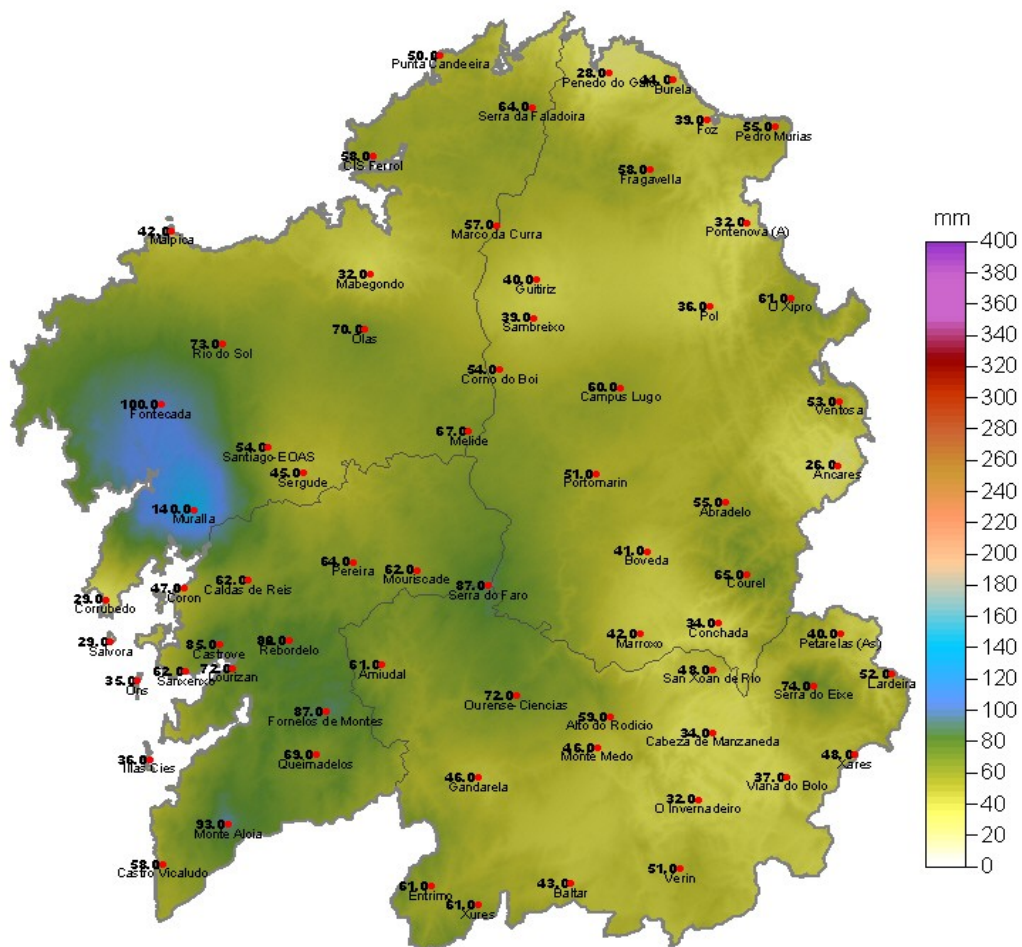 50.0
Punta Candeeira
28.0
Penedo do Galo
44.0
Burela
64.0
Serra da Faladoira
39.0
Foz
55.0
Pedro Murias
58.0
CIS Ferrol
58.0
Fragavella
42.0
Malpica
57.0
Marco da Curra
32.0
Pontenova (A)
mm
400
380
360
340
320
300
280
260
240
220
200
180
160
140
120
100
80
60
40
20
0
32.0
Mabegondo
40.0
Guitiriz
61.0
O Xipro
36.0
Pol
39.0
Sambreixo
70.0
Olas
73.0
Rio do Sol
54.0
Corno do Boi
60.0
Campus Lugo
100.0
Fontecada
53.0
Ventosa
67.0
Melide
54.0
Santiago-EOAS
45.0
Sergude
51.0
Portomarin
26.0
Ancares
140.0
Muralla
55.0
Abradelo
41.0
Boveda
64.0
Pereira
62.0
Mouriscade
62.0
Caldas de Reis
65.0
Courel
47.0
Coron
87.0
Serra do Faro
29.0
Corrubedo
34.0
Conchada
42.0
Marroxo
40.0
Petarelas (As)
29.0
Salvora
85.0
Castrove
Rebordelo
61.0
Amiudal
62.0
Sanxenxo
72.0
Lourizan
35.0
Ons
48.0
San Xoan de Rio
52.0
Lardeira
74.0
Serra do Eixe
72.0
Ourense-Ciencias
87.0
Fornelos de Montes
59.0
Alto do Rodicio
34.0
Cabeza de Manzaneda
46.0
Monte Medo
69.0
Queimadelos
36.0
Illas Cies
48.0
Xares
46.0
Gandarela
37.0
Viana do Bolo
32.0
O Invernadeiro
93.0
Monte Aloia
58.0
Castro Vicaludo
51.0
Verin
43.0
Baltar
61.0
Entrimo
61.0
Xures